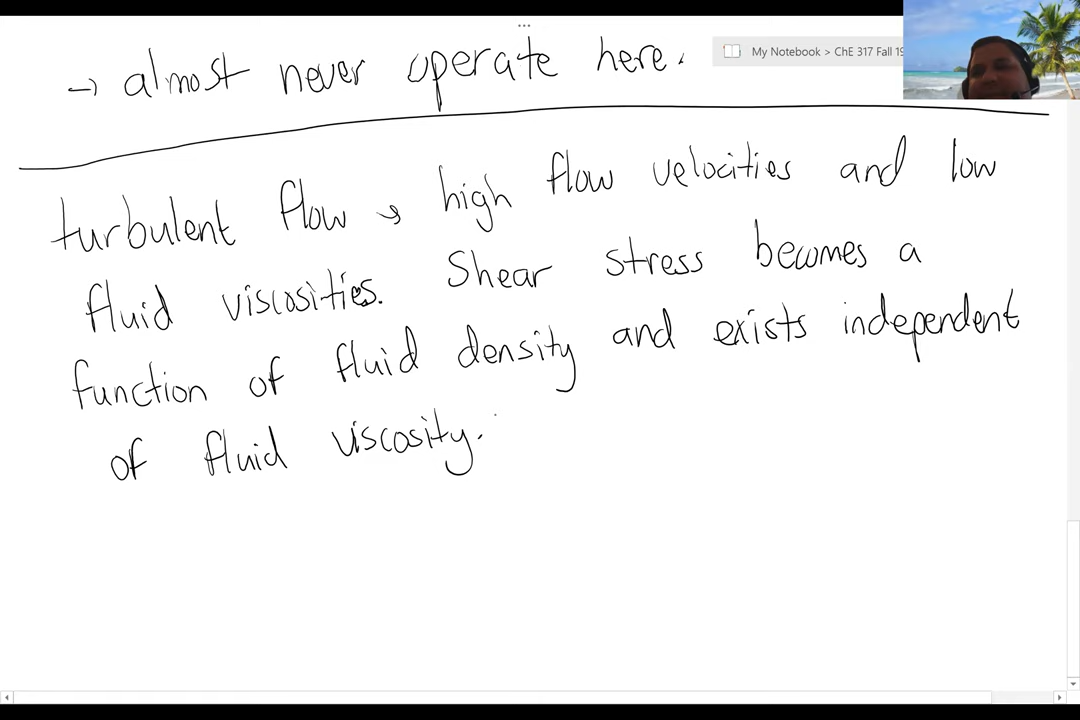 → almost never operate here.
My Notebook > ChE 317 Fall 19
turbulent flow → high flow velocities and low
fluid viscosities. Shear stress becomes a
function of fluid density and exists independent
of fluid viscosity.